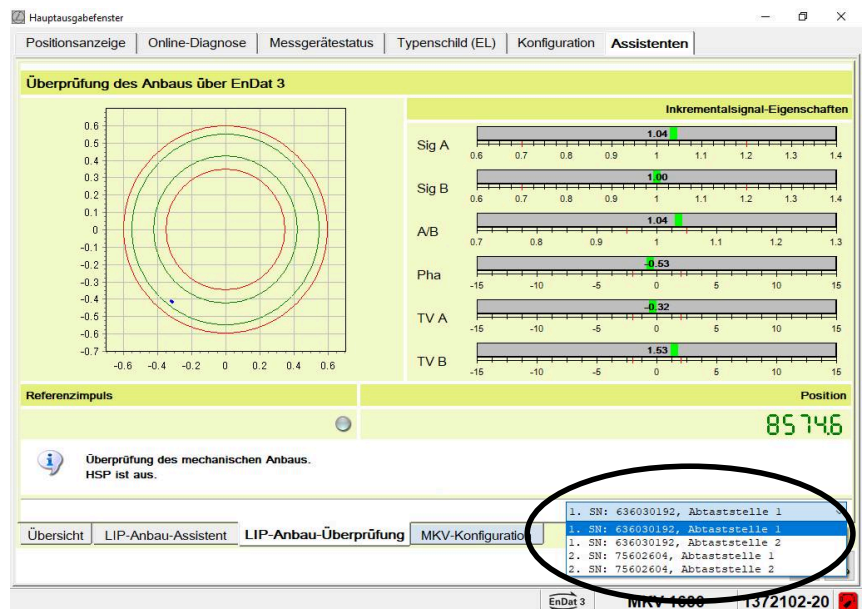 Hauptausgabefenster
Positionsanzeige Online-Diagnose Messgerätestatus Typenschild (EL) Konfiguration Assistenten
Überprüfung des Anbaus über EnDat 3
Inkrementalsignal-Eigenschaften
0.6
0.5
0.4
0.3
0.2
0.1
0
-0.1
-0.2
-0.3
-0.4
-0.5
-0.6
-0.7
-0.6 -0.4 -0.2 0 0.2 0.4 0.6
Sig A 1.04
0.6 0.7 0.8 0.9 1 1.1 1.2 1.3 1.4
Sig B 1.00
0.6 0.7 0.8 0.9 1 1.1 1.2 1.3 1.4
A/B 1.04
0.7 0.8 0.9 1 1.1 1.2 1.3
Pha -0.53
-15 -10 -5 0 5 10 15
TV A -0.32
-15 -10 -5 0 5 10 15
TV B 1.53
-15 -10 -5 0 5 10 15
Referenzimpuls Position
8574.6
Überprüfung des mechanischen Anbaus.
HSP ist aus.
1. SN: 636030192, Abtaststelle 1
1. SN: 636030192, Abtaststelle 1
1. SN: 636030192, Abtaststelle 2
2. SN: 75602604, Abtaststelle 1
2. SN: 75602604, Abtaststelle 2
Übersicht LIP-Anbau-Assistent LIP-Anbau-Überprüfung MKV-Konfiguration
EnDat 3 MKV 1372102-20